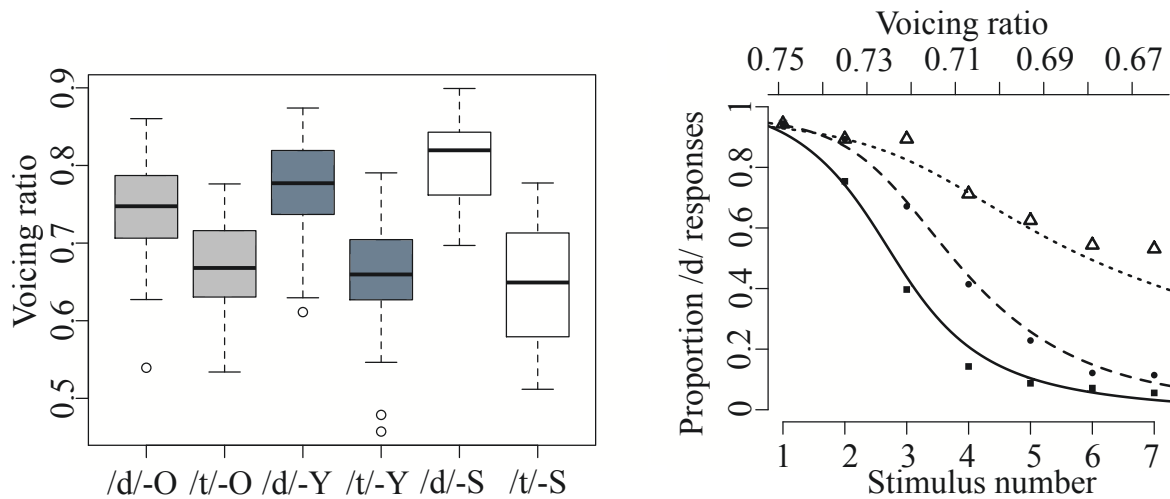 Voicing ratio
0.9
0.8
0.7
0.6
0.5
/d/-O /t/-O /d/-Y /t/-Y /d/-S /t/-S
Voicing ratio
0.75 0.73 0.71 0.69 0.67
Proportion /d/ responses
1
0.8
0.6
0.4
0.2
0
1 2 3 4 5 6 7
Stimulus number